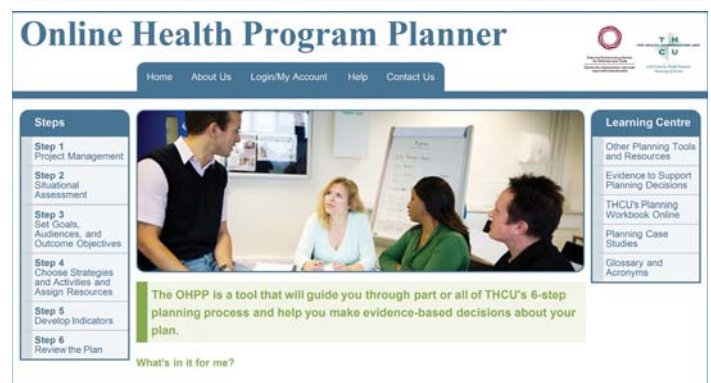 Online Health Program Planner
T H
C U
Home
About Us
Login/My Account
Help
Contact Us
Steps
Step 1
Project Management
Step 2
Situational
Assessment
Step 3
Set Goals,
Audiences, and
Outcome Objectives
Step 4
Choose Strategies
and Activities and
Assign Resources
Step 5
Develop Indicators
Step 6
Review the Plan
Learning Centre
Other Planning Tools
and Resources
Evidence to Support
Planning Decisions
THCU's Planning
Workbook Online
Planning Case
Studies
Glossary and
Acronyms
The OHPP is a tool that will guide you through part or all of THCU's 6-step
planning process and help you make evidence-based decisions about your
plan.
What's in it for me?